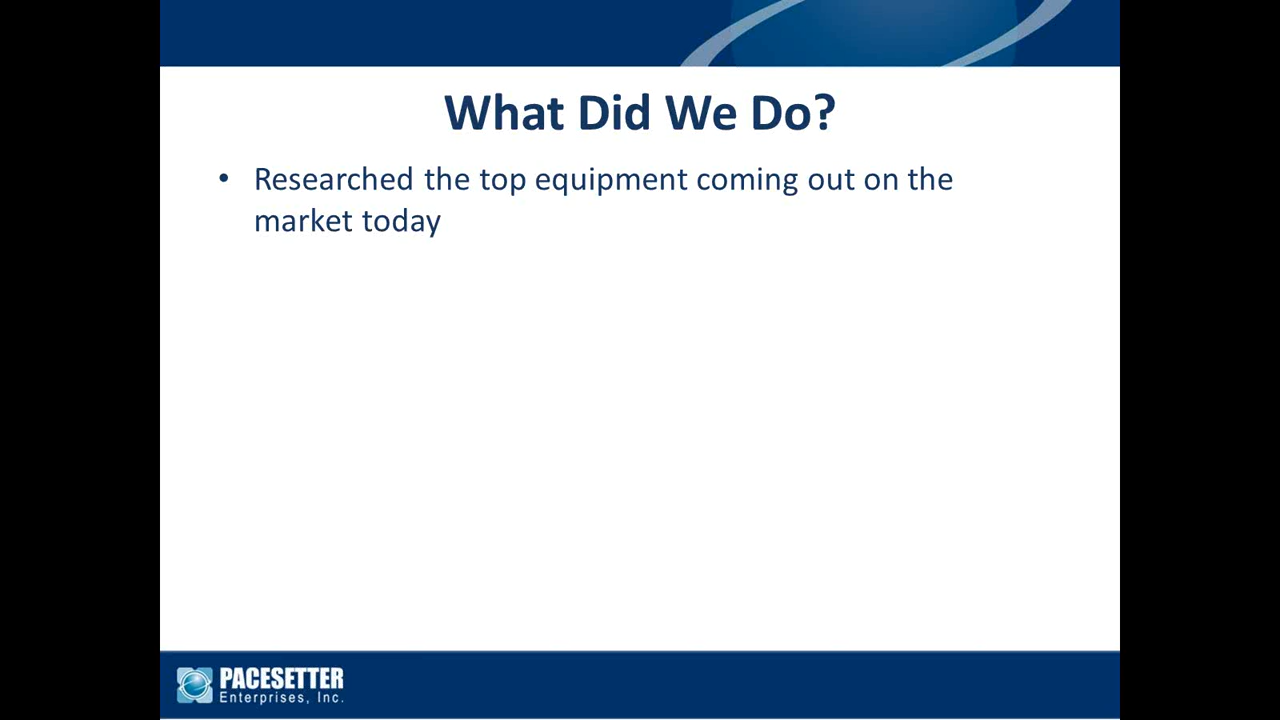 What Did We Do?
• Researched the top equipment coming out on the
market today
PACESETTER
Enterprises, Inc.